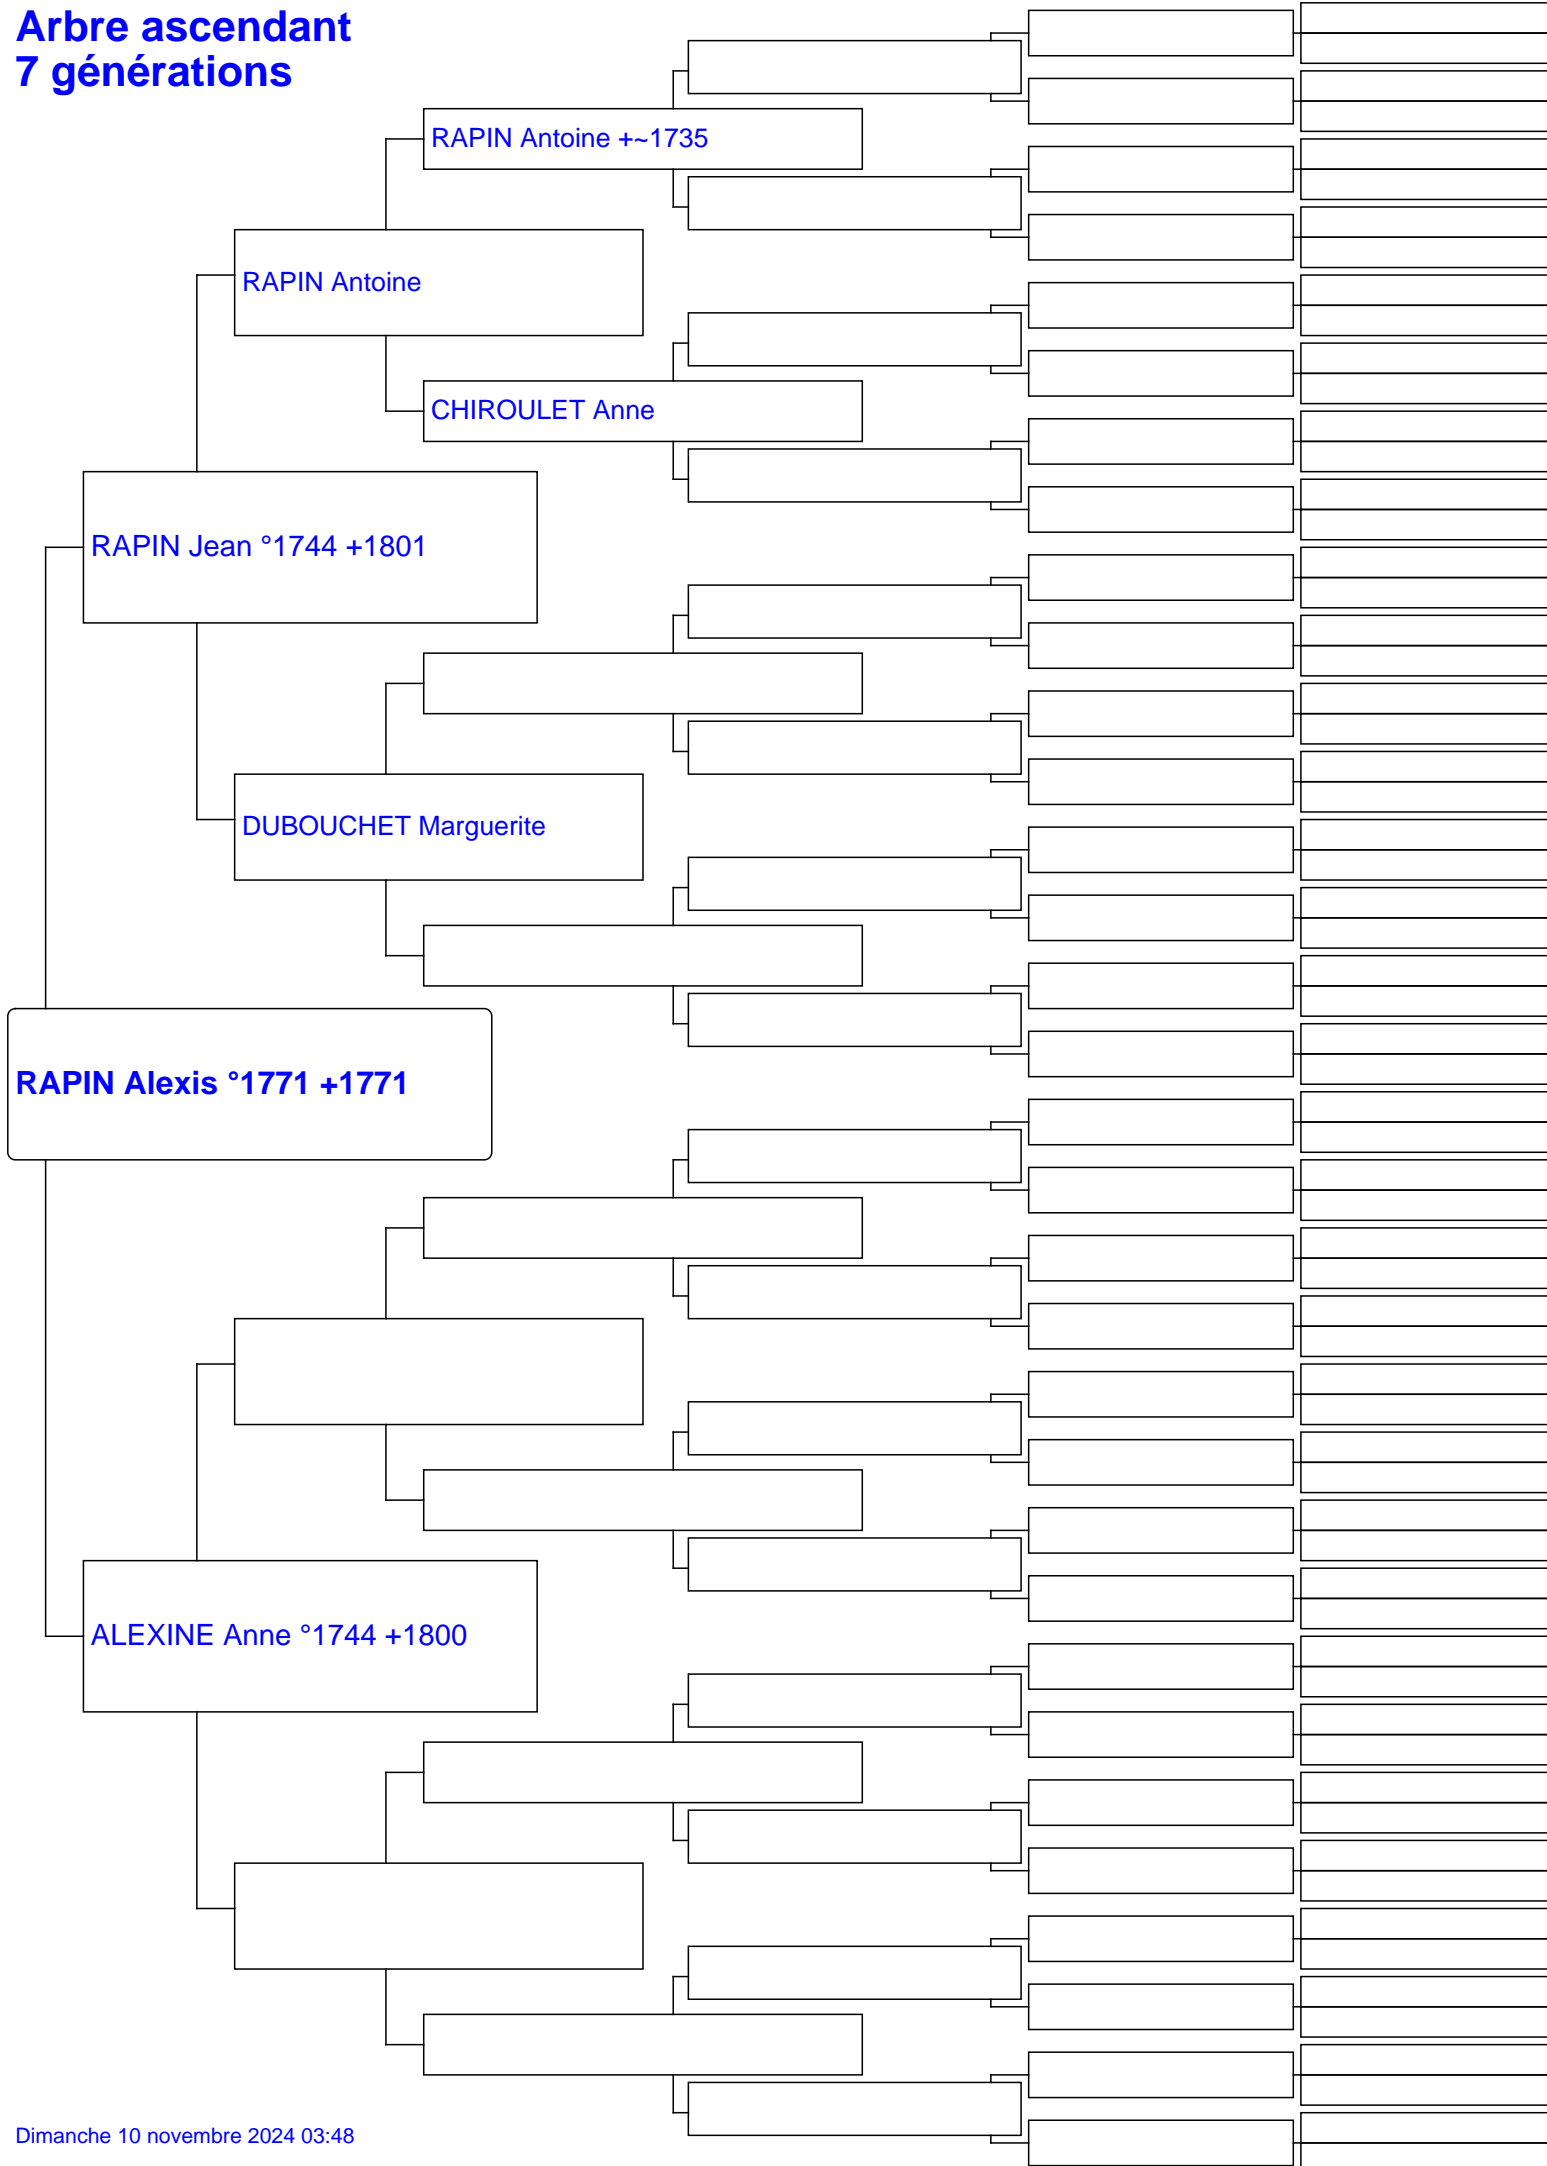 Arbre ascendant
7 générations
RAPIN Antoine +~1735
RAPIN Antoine
CHIROULET Anne
RAPIN Jean °1744 +1801
DUBOUCHET Marguerite
RAPIN Alexis °1771 +1771
ALEXINE Anne °1744 +1800
Dimanche 10 novembre 2024 03:48